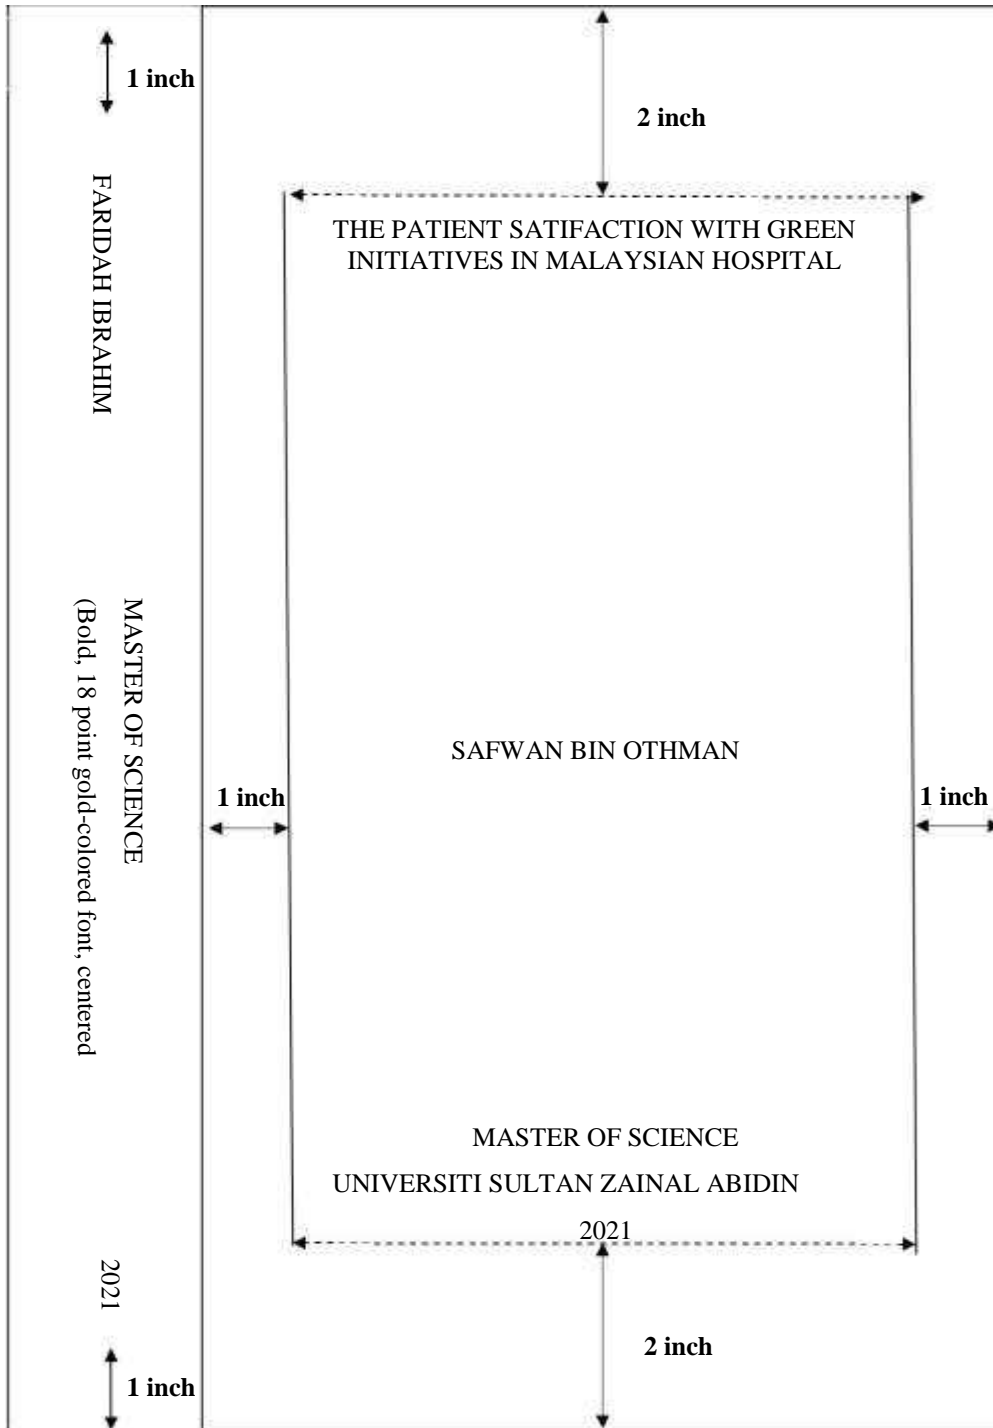 1 inch
FARIDAH IBRAHIM
MASTER OF SCIENCE
(Bold, 18 point gold-colored font, centered
2021
1 inch
2 inch
THE PATIENT SATIFACTION WITH GREEN
INITIATIVES IN MALAYSIAN HOSPITAL
SAFWAN BIN OTHMAN
1 inch
1 inch
MASTER OF SCIENCE
UNIVERSITI SULTAN ZAINAL ABIDIN
2021
2 inch